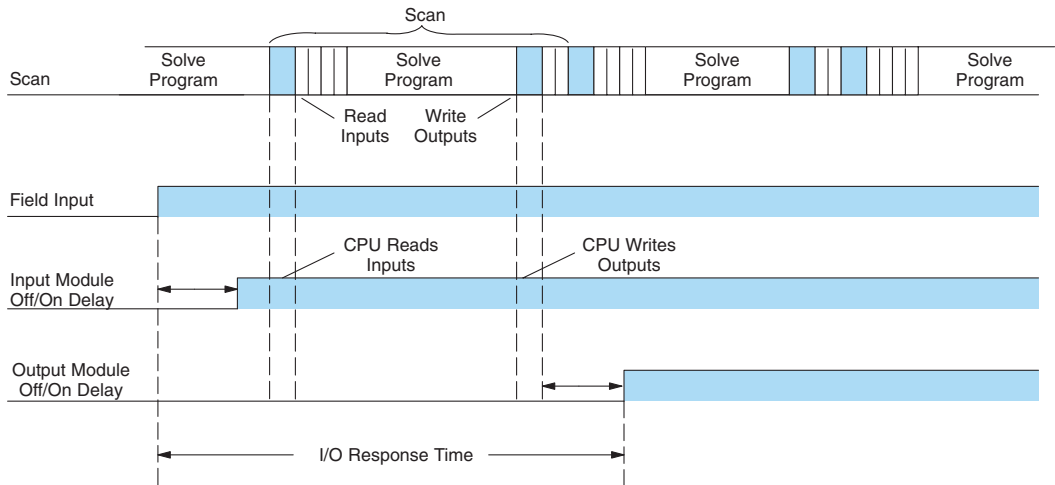 Scan
Scan
Solve
Program
Solve
Program
Solve
Program
Solve
Program
Read
Inputs
Write
Outputs
Field Input
CPU Reads
Inputs
CPU Writes
Outputs
Input Module
Off/On Delay
Output Module
Off/On Delay
I/O Response Time